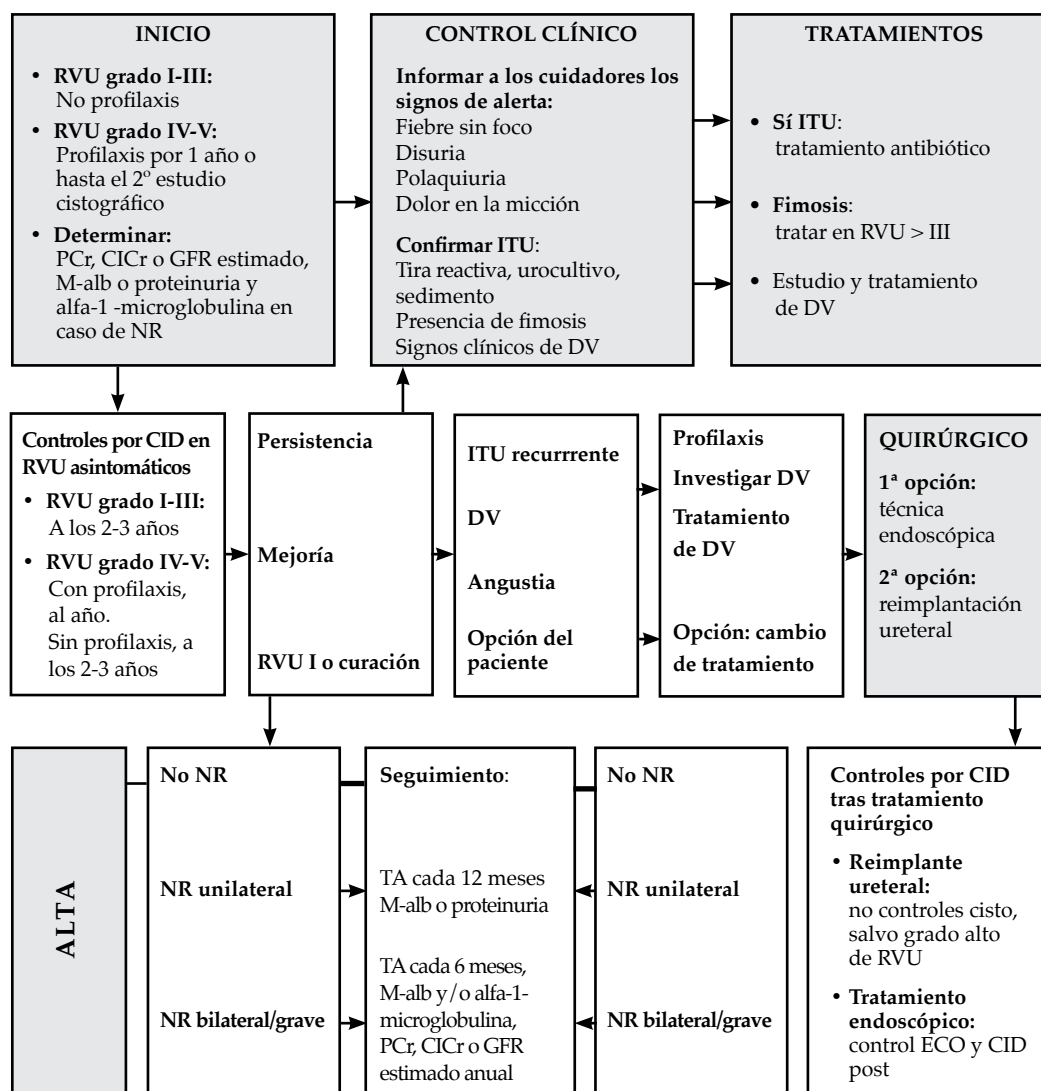 INICIO
• RVU grado I-III:
No profilaxis
• RVU grado IV-V:
Profilaxis por 1 año o
hasta el 2º estudio
cistográfico
• Determinar:
PCr, CICr o GFR estimado,
M-alb o proteinuria y
alfa-1 -microglobulina en
caso de NR
CONTROL CLÍNICO
Informar a los cuidadores los
signos de alerta:
Fiebre sin foco
Disuria
Polaquiuria
Dolor en la micción
Confirmar ITU:
Tira reactiva, urocultivo,
sedimento
Presencia de fimosis
Signos clínicos de DV
TRATAMIENTOS
• Sí ITU:
tratamiento antibiótico
• Fimosis:
tratar en RVU > III
• Estudio y tratamiento
de DV
Controles por CID en
RVU asintomáticos
• RVU grado I-III:
A los 2-3 años
• RVU grado IV-V:
Con profilaxis,
al año.
Sin profilaxis, a
los 2-3 años
Persistencia
Mejoría
RVU I o curación
ITU recurrrente
DV
Angustia
Opción del
paciente
Profilaxis
Investigar DV
Tratamiento
de DV
Opción: cambio
de tratamiento
QUIRÚRGICO
1ª opción:
técnica
endoscópica
2ª opción:
reimplantación
ureteral
ALTA
No NR
NR unilateral
NR bilateral/grave
Seguimiento:
TA cada 12 meses
M-alb o proteinuria
TA cada 6 meses,
M-alb y/o alfa-1-
microglobulina,
PCr, CICr o GFR
estimado anual
No NR
NR unilateral
NR bilateral/grave
Controles por CID
tras tratamiento
quirúrgico
• Reimplante
ureteral:
no controles cisto,
salvo grado alto
de RVU
• Tratamiento
endoscópico:
control ECO y CID
post